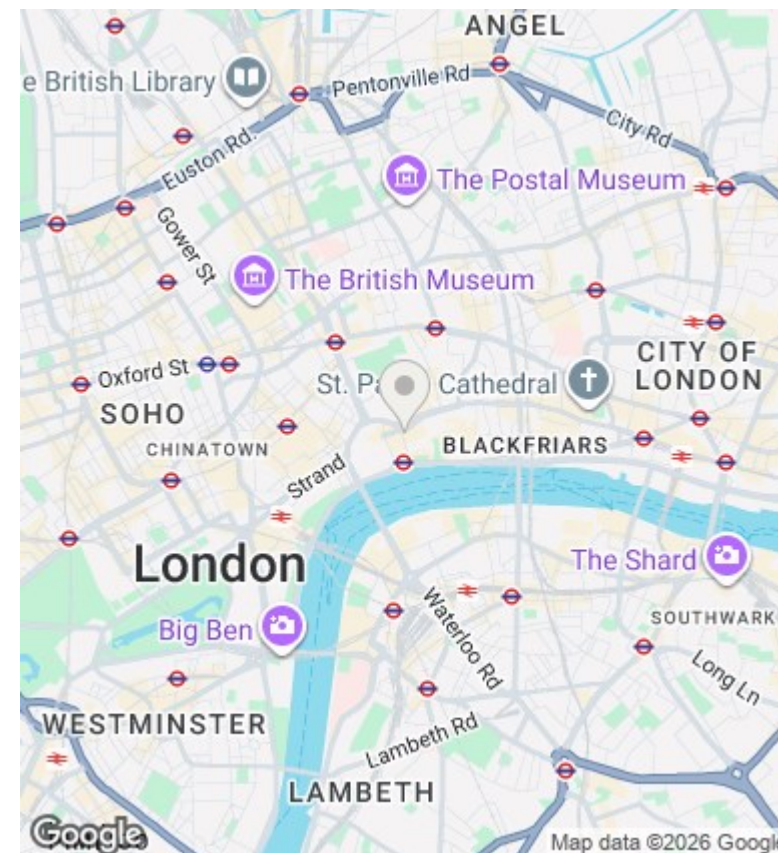 ANGEL
e British Library
Pentonville Rd
City Rd
Euston Rd.
The Postal Museum
Gower St
The British Museum
Oxford St
CITY OF
LONDON
St. Pa Cathedral
SOHO
CHINATOWN
BLACKFRIARS
Strand
London
The Shard
Big Ben
Waterloo Rd
SOUTHWARK
Long Ln
WESTMINSTER
Lambeth Rd
LAMBETH
Google
Map data ©2026 Google